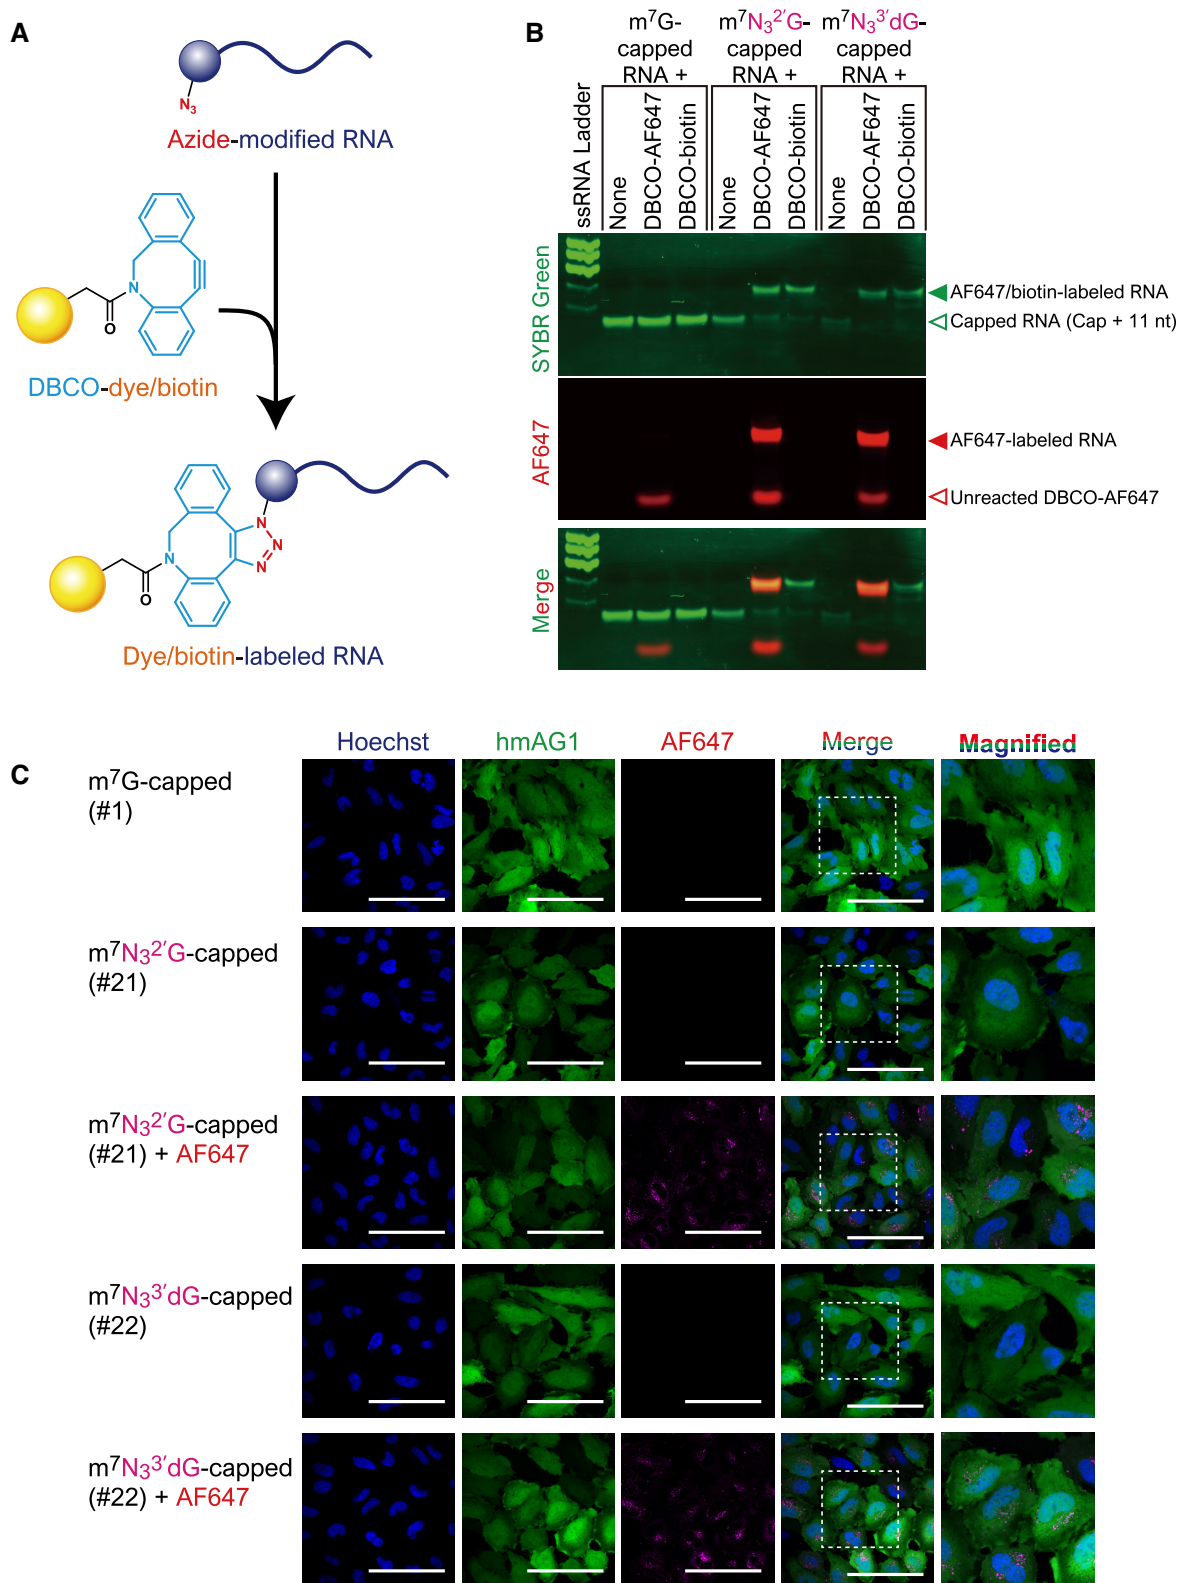 A
N3
Azide-modified RNA
N
O
DBCO-dye/biotin
N
N
N
N
O
Dye/biotin-labeled RNA
B
m7G-
capped
RNA +
m7N32'G-
capped
RNA +
m7N33'dG-
capped
RNA +
ssRNA Ladder
None
DBCO-AF647
DBCO-biotin
None
DBCO-AF647
DBCO-biotin
None
DBCO-AF647
DBCO-biotin
SYBR Green
AF647/biotin-labeled RNA
Capped RNA (Cap + 11 nt)
AF647
AF647-labeled RNA
Unreacted DBCO-AF647
Merge
C
Hoechst
hmAG1
AF647
Merge
Magnified
m7G-capped
(#1)
m7N32'G-capped
(#21)
m7N32'G-capped
(#21) + AF647
m7N33'dG-capped
(#22)
m7N33'dG-capped
(#22) + AF647